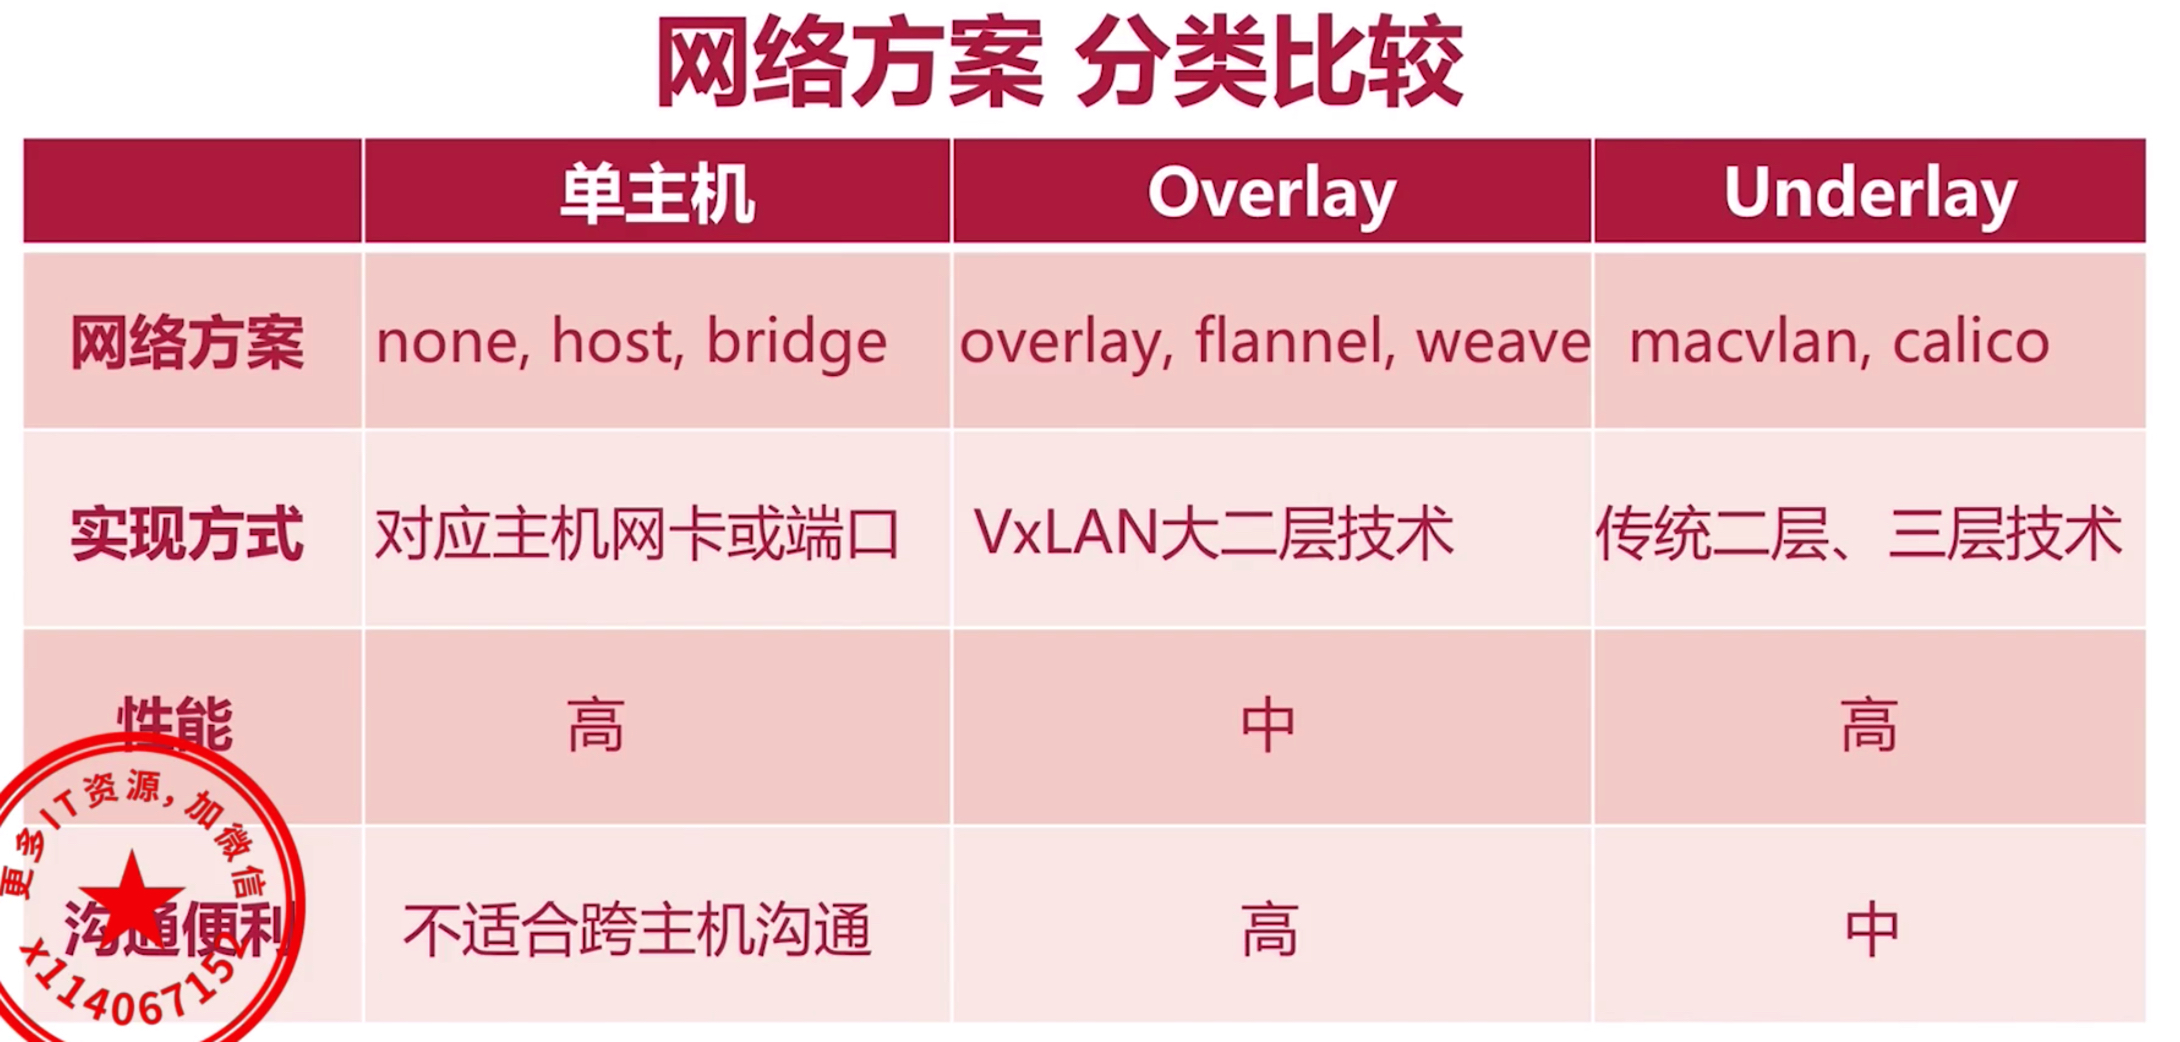 网络方案 分类比较
单主机 Overlay Underlay
网络方案 none, host, bridge overlay, flannel, weave macvlan, calico
实现方式 对应主机网卡或端口 VxLAN大二层技术 传统二层、三层技术
性能 高 中 高
沟通便利 不适合跨主机沟通 高 中
更多IT资源,加微信
x114067152